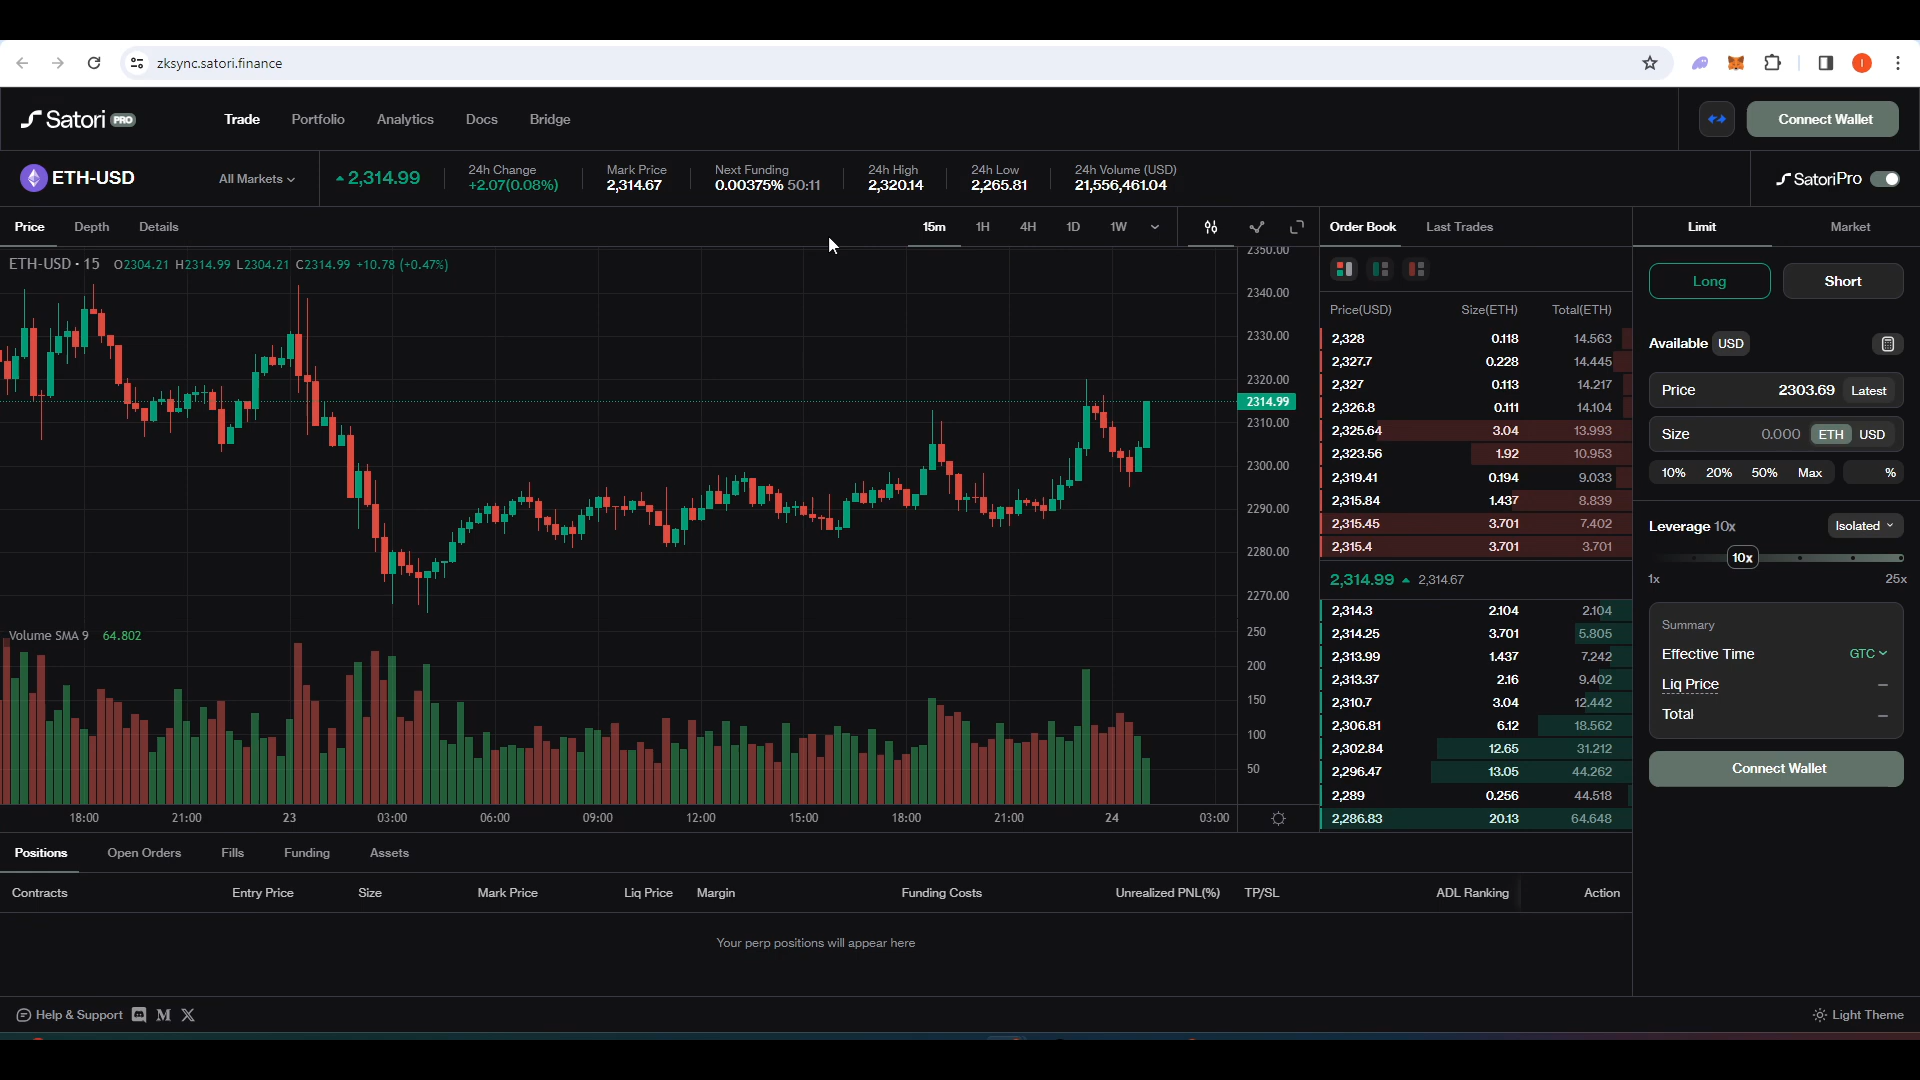 zksync.satori.finance
Satori PRO Trade Portfolio Analytics Docs Bridge Connect Wallet
ETH-USD All Markets 2,314.99
24h Change +2.07(0.08%)
Mark Price 2,314.67
Next Funding 0.00375% 50:11
24h High 2,320.14
24h Low 2,265.81
24h Volume (USD) 21,556,461.04
SatoriPro
Price Depth Details 15m 1H 4H 1D 1W
ETH-USD · 15 O2304.21 H2314.99 L2304.21 C2314.99 +10.78 (+0.47%)
2350.00
2340.00
2330.00
2320.00
2314.99
2310.00
2300.00
2290.00
2280.00
2270.00
Volume SMA 9 64.802
250
200
150
100
50
18:00 21:00 23 03:00 06:00 09:00 12:00 15:00 18:00 21:00 24 03:00
Order Book Last Trades
Price(USD) Size(ETH) Total(ETH)
2,328 0.118 14.563
2,327.7 0.228 14.445
2,327 0.113 14.217
2,326.8 0.111 14.104
2,325.64 3.04 13.993
2,323.56 1.92 10.953
2,319.41 0.194 9.033
2,315.84 1.437 8.839
2,315.45 3.701 7.402
2,315.4 3.701 3.701
2,314.99 2,314.67
2,314.3 2.104 2.104
2,314.25 3.701 5.805
2,313.99 1.437 7.242
2,313.37 2.16 9.402
2,310.7 3.04 12.442
2,306.81 6.12 18.562
2,302.84 12.65 31.212
2,296.47 13.05 44.262
2,289 0.256 44.518
2,286.83 20.13 64.648
Limit Market
Long Short
Available USD
Price 2303.69 Latest
Size 0.000 ETH USD
10% 20% 50% Max %
Leverage 10x Isolated
10x
1x 25x
Summary
Effective Time GTC
Liq Price –
Total –
Connect Wallet
Positions Open Orders Fills Funding Assets
Contracts Entry Price Size Mark Price Liq Price Margin Funding Costs Unrealized PNL(%) TP/SL ADL Ranking Action
Your perp positions will appear here
Help & Support Light Theme